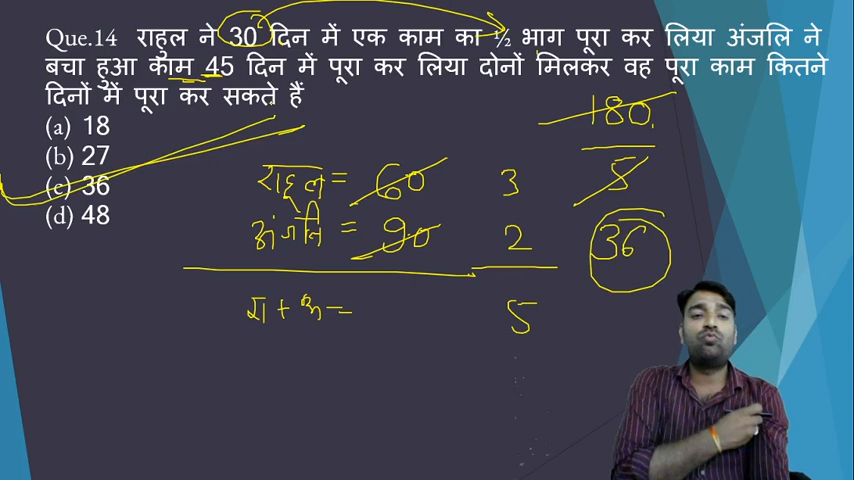 Que.14 राहुल ने 30 दिन में एक काम का ½ भाग पूरा कर लिया अंजलि ने
बचा हुआ काम 45 दिन में पूरा कर लिया दोनों मिलकर वह पूरा काम कितने
दिनों में पूरा कर सकते हैं
(a) 18
(b) 27
(c) 36
(d) 48
180
राहूल = 60 3 5
अंजलि = 90 2 36
रा + अ = 5